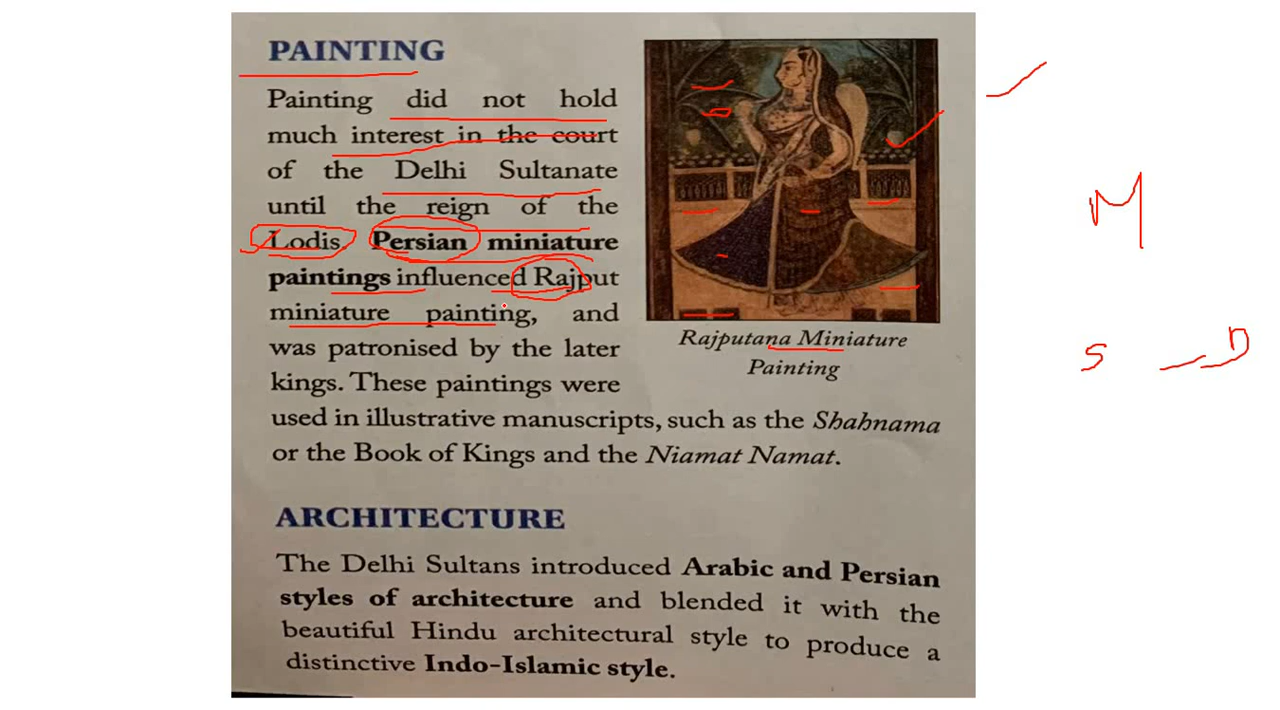 PAINTING
Painting did not hold
much interest in the court
of the Delhi Sultanate
until the reign of the
Lodis. Persian miniature
paintings influenced Rajput
miniature painting, and
was patronised by the later
kings. These paintings were
used in illustrative manuscripts, such as the Shahnama
or the Book of Kings and the Niamat Namat.
Rajputana Miniature
Painting
ARCHITECTURE
The Delhi Sultans introduced Arabic and Persian
styles of architecture and blended it with the
beautiful Hindu architectural style to produce a
distinctive Indo-Islamic style.
M
S D